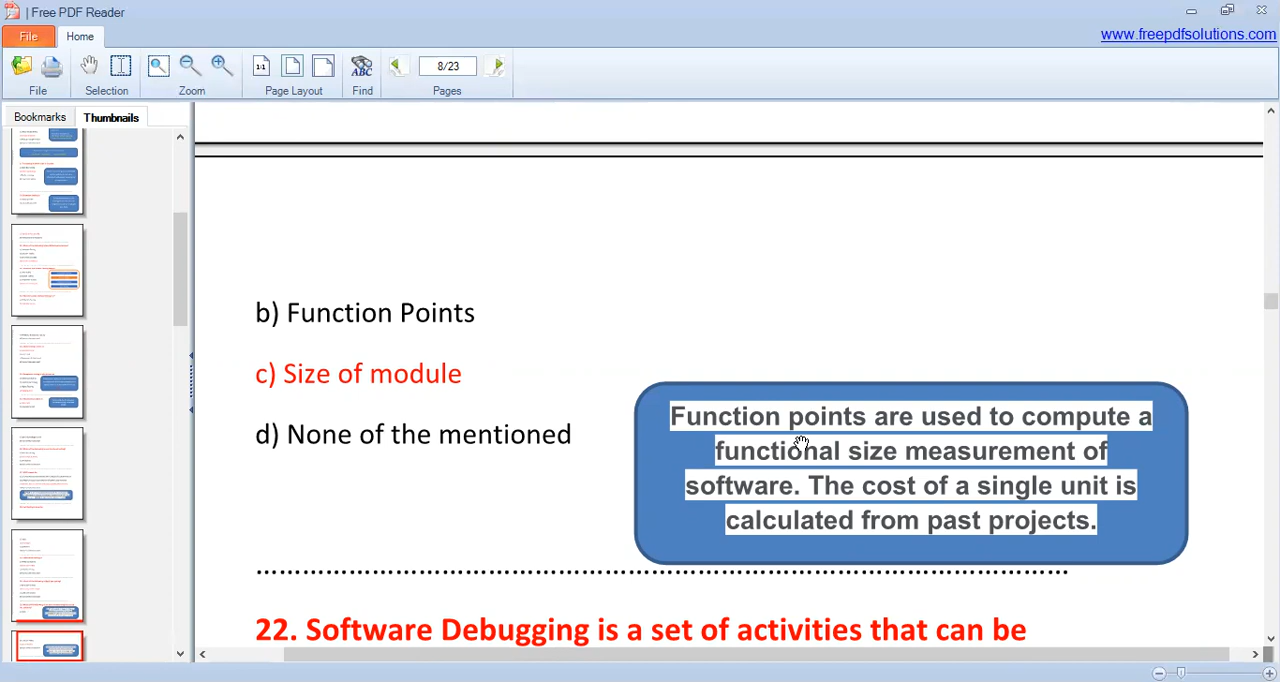 | Free PDF Reader
File
Home
www.freepdfsolutions.com
1:1
ABC
8/23
File
Selection
Zoom
Page Layout
Find
Pages
Bookmarks
Thumbnails
b) Function Points
c) Size of module
d) None of the mentioned
Function points are used to compute a
functional size measurement of
software. The cost of a single unit is
calculated from past projects.
22. Software Debugging is a set of activities that can be